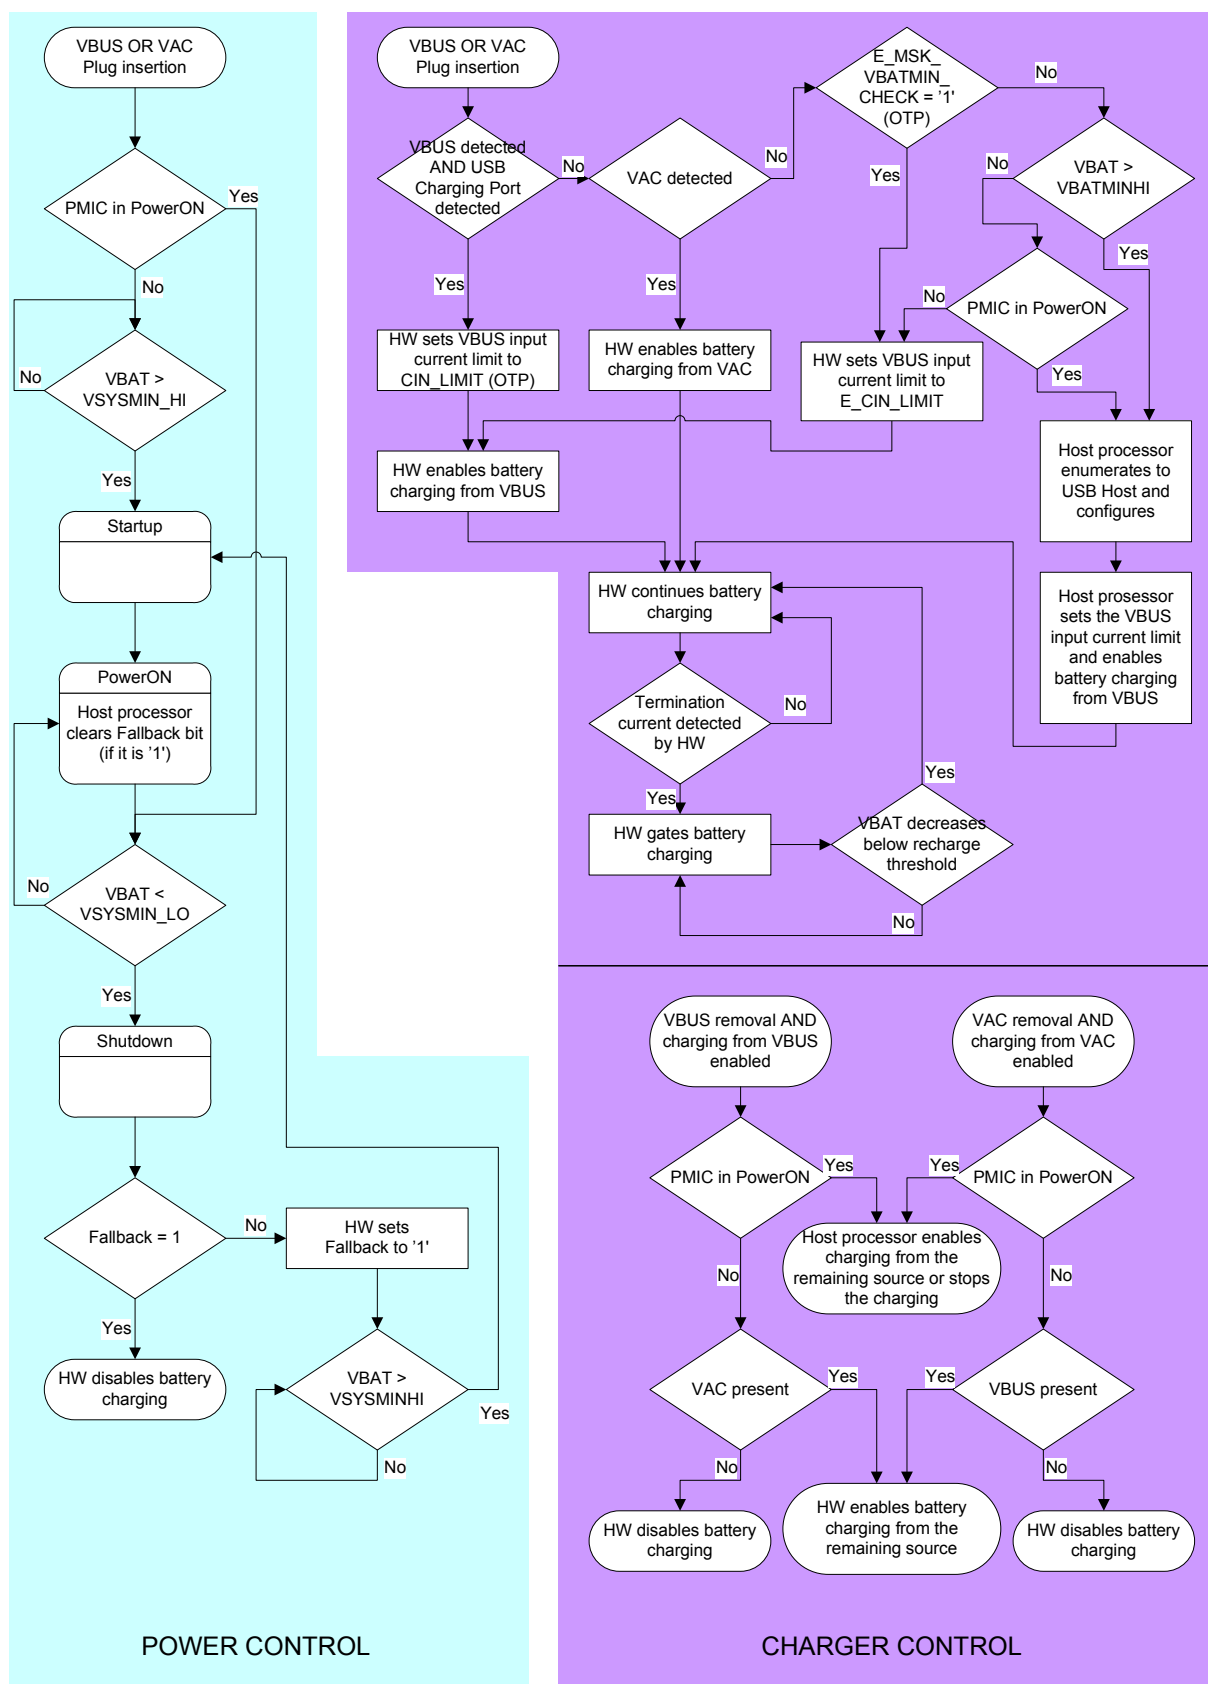 VBUS OR VAC
Plug insertion
PMIC in PowerON
Yes
No
VBAT >
VSYSMIN_HI
No
Yes
Startup
PowerON
Host processor
clears Fallback bit
(if it is '1')
VBAT <
VSYSMIN_LO
No
Yes
Shutdown
Fallback = 1
No
HW sets
Fallback to '1'
Yes
HW disables battery
charging
VBAT >
VSYSMINHI
Yes
No
POWER CONTROL
VBUS OR VAC
Plug insertion
VBUS detected
AND USB
Charging Port
detected
No
VAC detected
No
E_MSK_
VBATMIN_
CHECK = '1'
(OTP)
No
Yes
VBAT >
VBATMINHI
No
Yes
PMIC in PowerON
No
Yes
Yes
Yes
HW sets VBUS input
current limit to
CIN_LIMIT (OTP)
HW enables battery
charging from VAC
HW sets VBUS input
current limit to
E_CIN_LIMIT
HW enables battery
charging from VBUS
Host processor
enumerates to
USB Host and
configures
Host prosessor
sets the VBUS
input current limit
and enables
battery charging
from VBUS
HW continues battery
charging
Termination
current detected
by HW
No
Yes
HW gates battery
charging
VBAT decreases
below recharge
threshold
Yes
No
VBUS removal AND
charging from VBUS
enabled
VAC removal AND
charging from VAC
enabled
PMIC in PowerON
Yes
Yes
PMIC in PowerON
Host processor enables
charging from the
remaining source or stops
the charging
No
No
VAC present
Yes
Yes
VBUS present
No
No
HW disables battery
charging
HW enables battery
charging from the
remaining source
HW disables battery
charging
CHARGER CONTROL